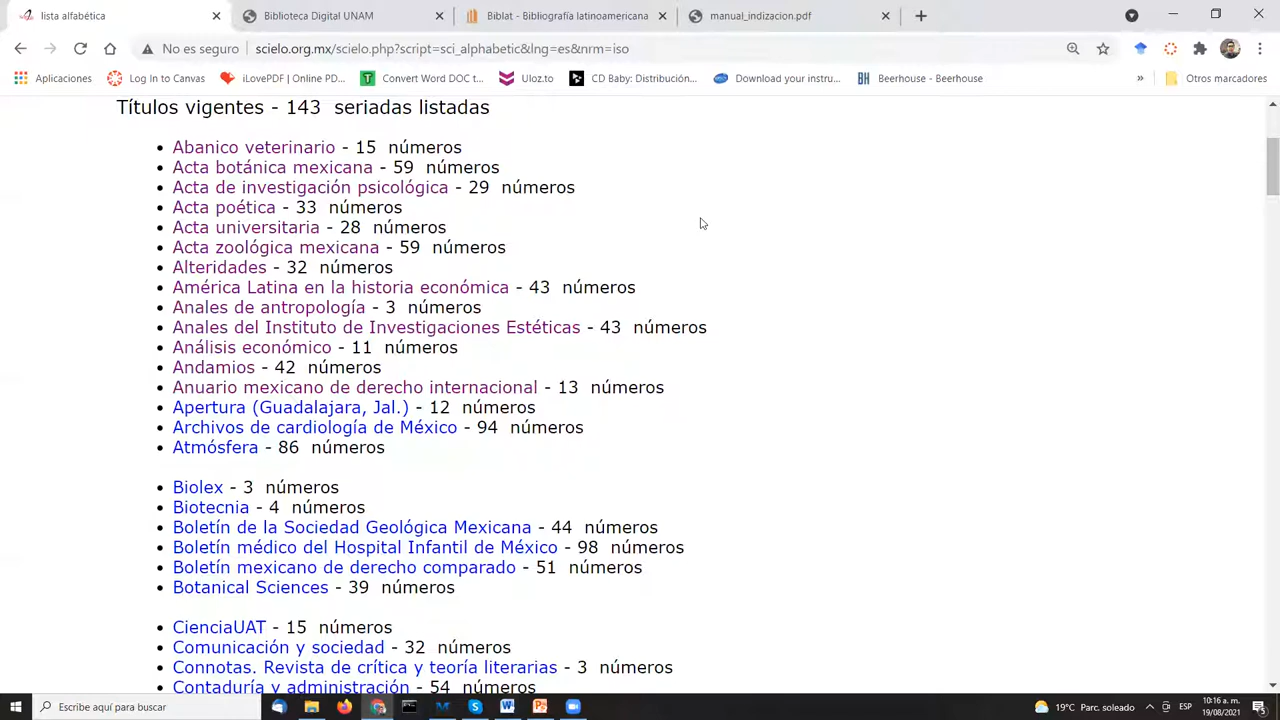 lista alfabética
Biblioteca Digital UNAM
Biblat - Bibliografía latinoamericana
manual_indizacion.pdf
No es seguro
scielo.org.mx/scielo.php?script=sci_alphabetic&lng=es&nrm=iso
Aplicaciones
Log In to Canvas
iLovePDF | Online PD...
Convert Word DOC t...
Uloz.to
CD Baby: Distribución...
Download your instru...
BH Beerhouse - Beerhouse
»
Otros marcadores
Títulos vigentes - 143 seriadas listadas
• Abanico veterinario - 15 números
• Acta botánica mexicana - 59 números
• Acta de investigación psicológica - 29 números
• Acta poética - 33 números
• Acta universitaria - 28 números
• Acta zoológica mexicana - 59 números
• Alteridades - 32 números
• América Latina en la historia económica - 43 números
• Anales de antropología - 3 números
• Anales del Instituto de Investigaciones Estéticas - 43 números
• Análisis económico - 11 números
• Andamios - 42 números
• Anuario mexicano de derecho internacional - 13 números
• Apertura (Guadalajara, Jal.) - 12 números
• Archivos de cardiología de México - 94 números
• Atmósfera - 86 números
• Biolex - 3 números
• Biotecnia - 4 números
• Boletín de la Sociedad Geológica Mexicana - 44 números
• Boletín médico del Hospital Infantil de México - 98 números
• Boletín mexicano de derecho comparado - 51 números
• Botanical Sciences - 39 números
• CienciaUAT - 15 números
• Comunicación y sociedad - 32 números
• Connotas. Revista de crítica y teoría literarias - 3 números
• Contaduría y administración - 54 números
Escribe aquí para buscar
19°C Parc. soleado
ESP
10:16 a. m.
19/08/2021